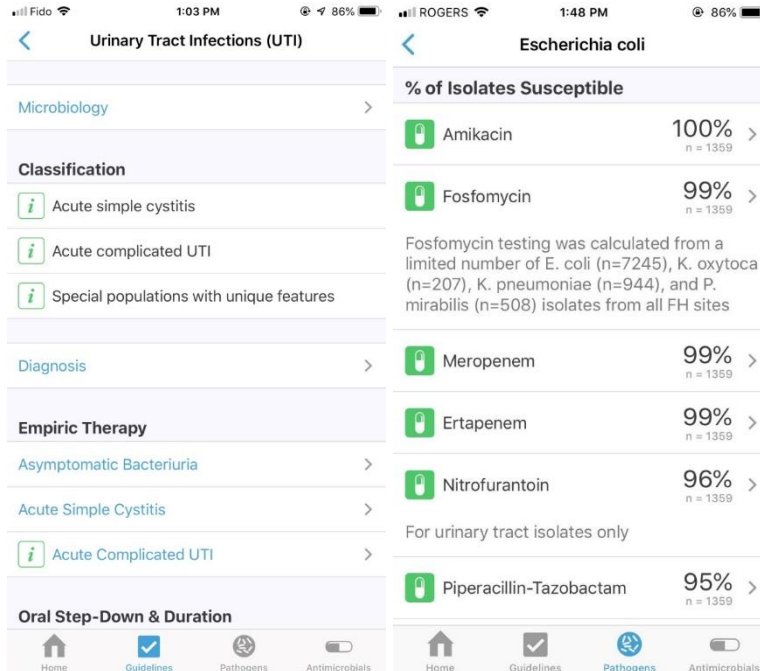 Fido
1:03 PM
86%
Urinary Tract Infections (UTI)
Microbiology
Classification
i Acute simple cystitis
i Acute complicated UTI
i Special populations with unique features
Diagnosis
Empiric Therapy
Asymptomatic Bacteriuria
Acute Simple Cystitis
i Acute Complicated UTI
Oral Step-Down & Duration
Home Guidelines Pathogens Antimicrobials
ROGERS
1:48 PM
86%
Escherichia coli
% of Isolates Susceptible
Amikacin 100%
n = 1359
Fosfomycin 99%
n = 1359
Fosfomycin testing was calculated from a
limited number of E. coli (n=7245), K. oxytoca
(n=207), K. pneumoniae (n=944), and P.
mirabilis (n=508) isolates from all FH sites
Meropenem 99%
n = 1359
Ertapenem 99%
n = 1359
Nitrofurantoin 96%
n = 1359
For urinary tract isolates only
Piperacillin-Tazobactam 95%
n = 1359
Home Guidelines Pathogens Antimicrobials